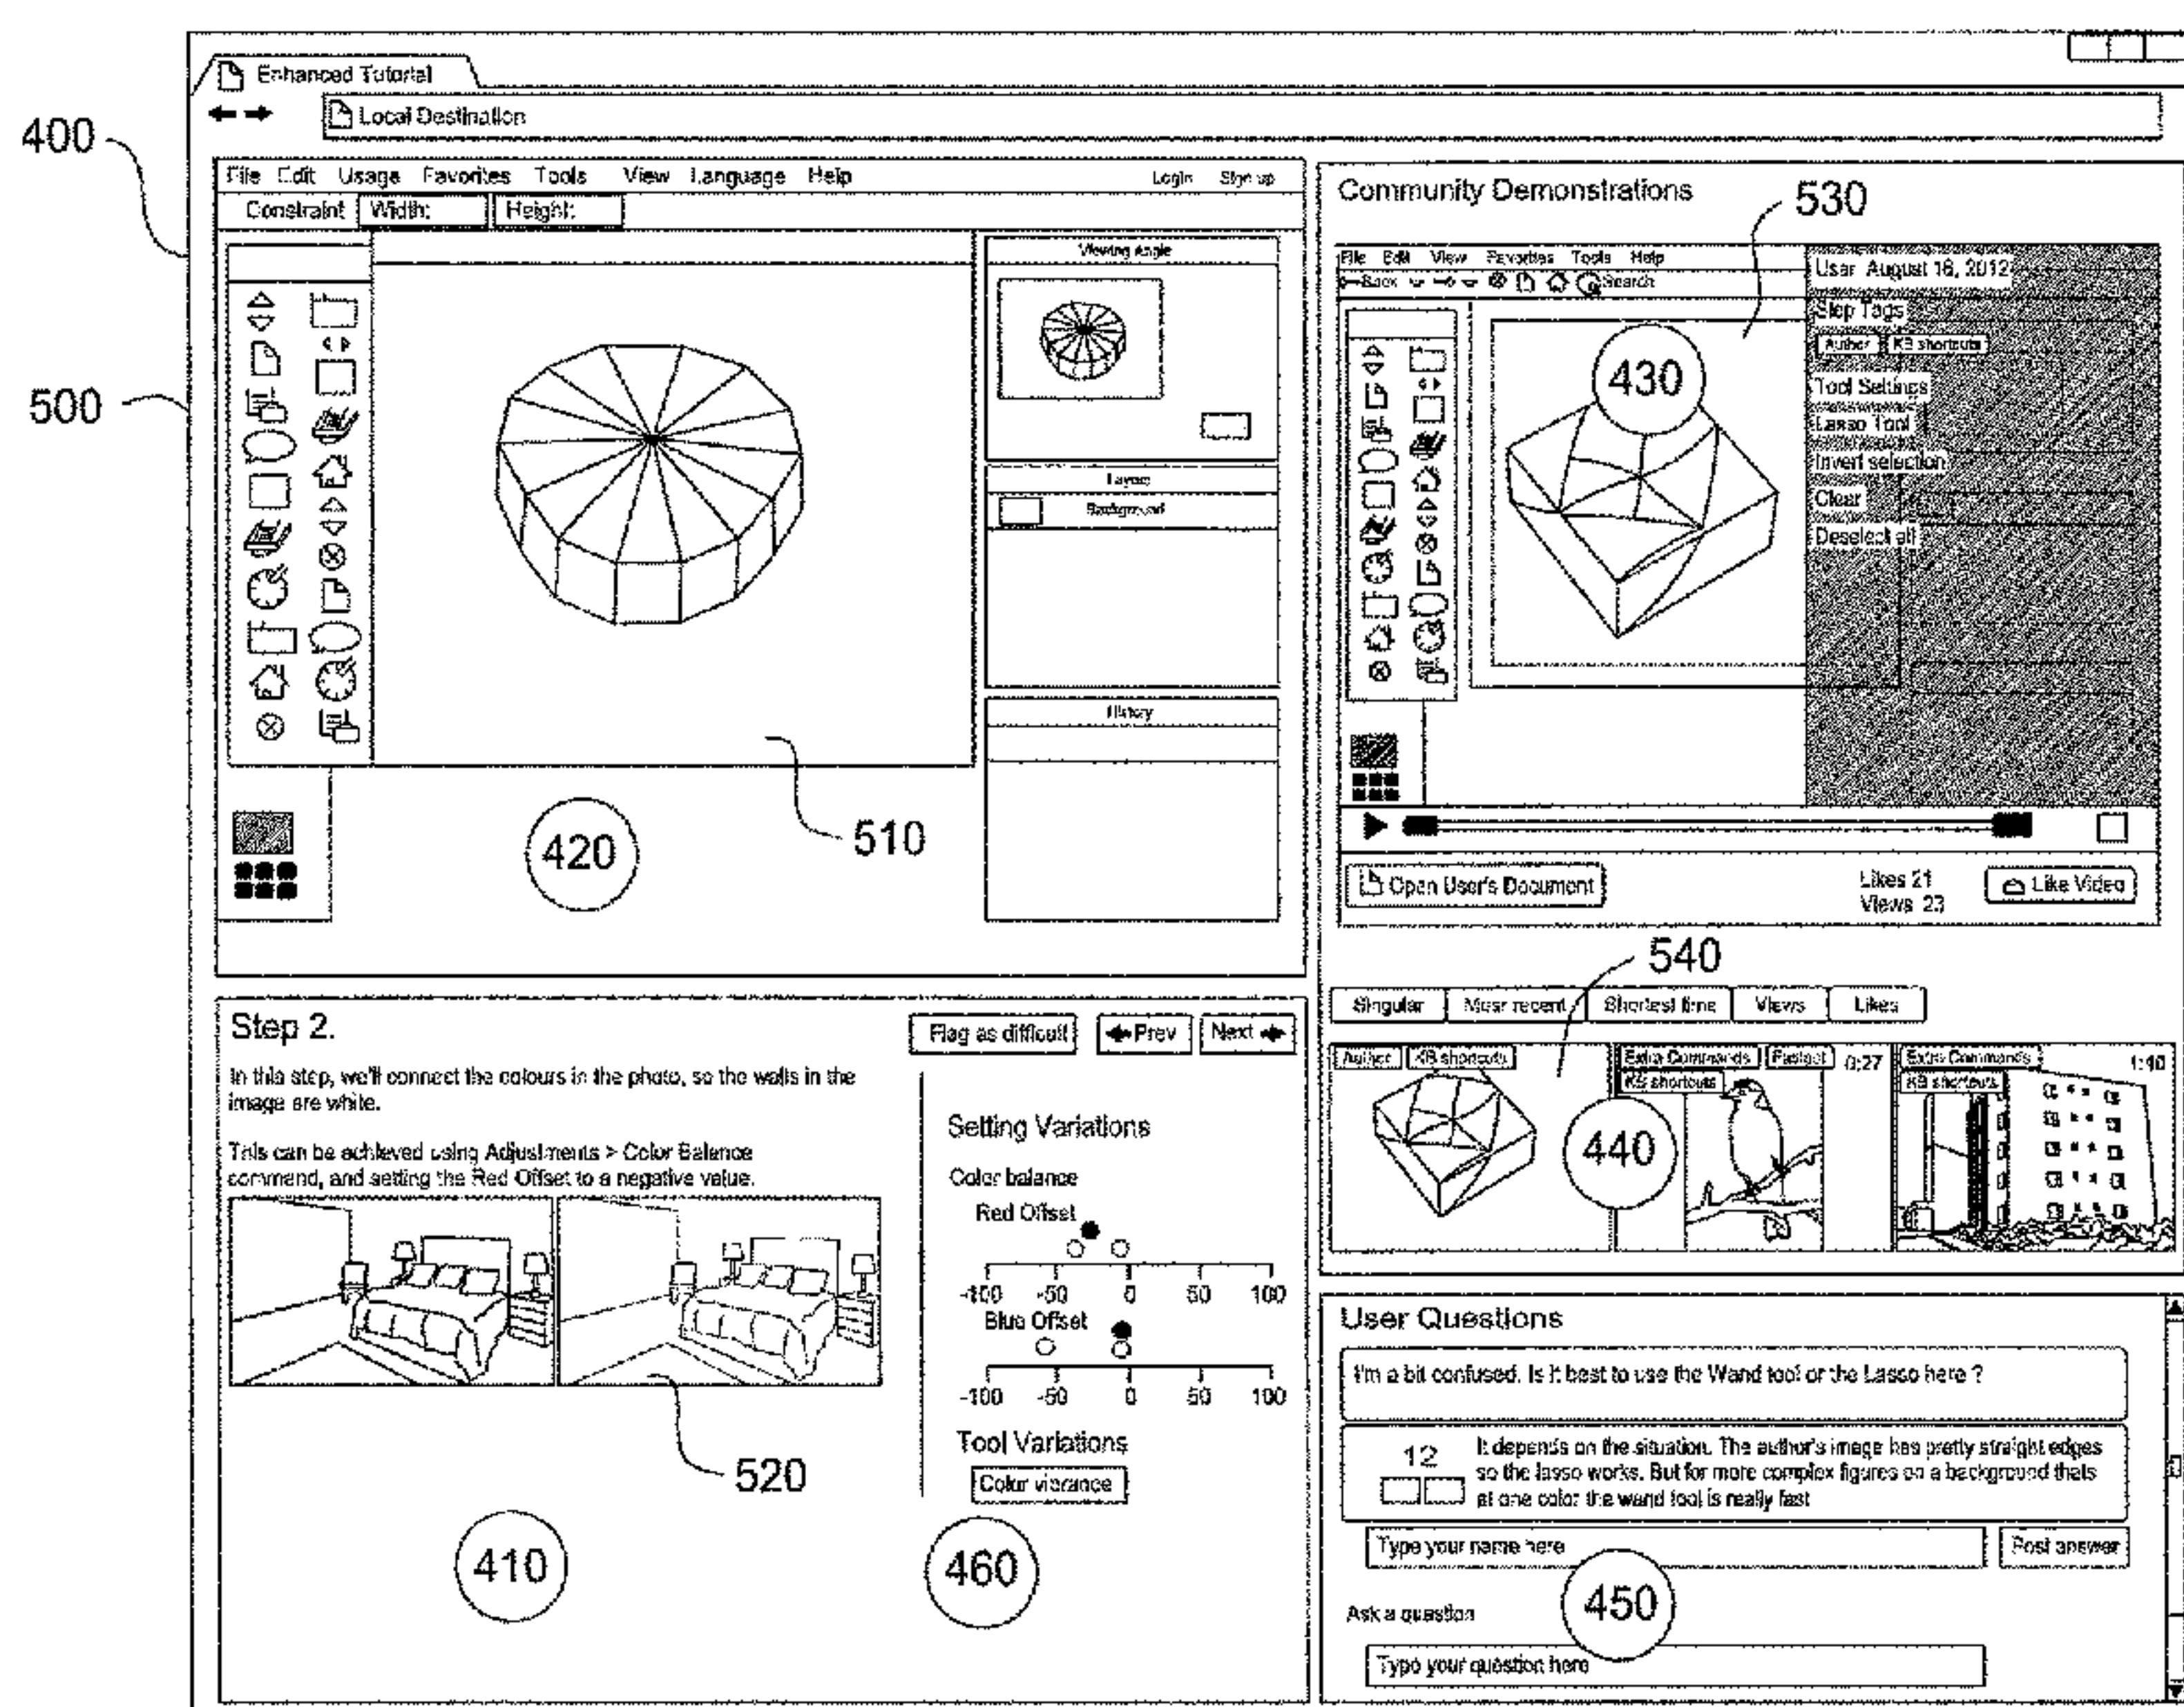 Enhanced Tutorial
Local Destination
400
500
File Edit Usage Favorites Tools View Language Help
Login Sign up
Constraint Width: Height:
Viewing Angle
Layers
Background
History
420
510
Community Demonstrations
530
File Edit View Favorites Tools Help
Back Search
User August 16, 2012
Step Tags
Author KB shortcuts
430
Tool Settings
Lasso Tool
Invert selection
Clear
Deselect all
Open User's Document
Likes 21
Views 23
Like Video
540
Singular Most recent Shortest time Views Likes
Author KB shortcuts
Extra Commands Fastest 0:27
KB shortcuts
Extra Commands 1:40
KB shortcuts
440
Step 2.
Flag as difficult Prev Next
In this step, we'll connect the colours in the photo, so the walls in the
image are white.
This can be achieved using Adjustments > Color Balance
command, and setting the Red Offset to a negative value.
520
410
Setting Variations
Color balance
Red Offset
-100 -50 0 50 100
Blue Offset
-100 -50 0 50 100
Tool Variations
Color vibrance
460
User Questions
I'm a bit confused. Is it best to use the Wand tool or the Lasso here ?
12
It depends on the situation. The author's image has pretty straight edges
so the lasso works. But for more complex figures on a background thats
at one color the wand tool is really fast
Type your name here
Post answer
450
Ask a question
Type your question here